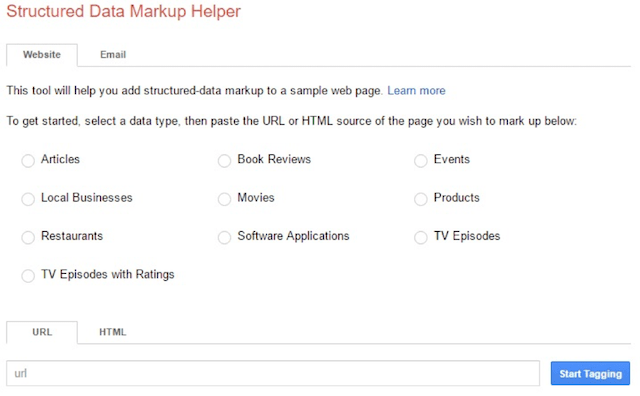 Structured Data Markup Helper
Website Email
This tool will help you add structured-data markup to a sample web page. Learn more
To get started, select a data type, then paste the URL or HTML source of the page you wish to mark up below:
Articles Book Reviews Events
Local Businesses Movies Products
Restaurants Software Applications TV Episodes
TV Episodes with Ratings
URL HTML
url Start Tagging